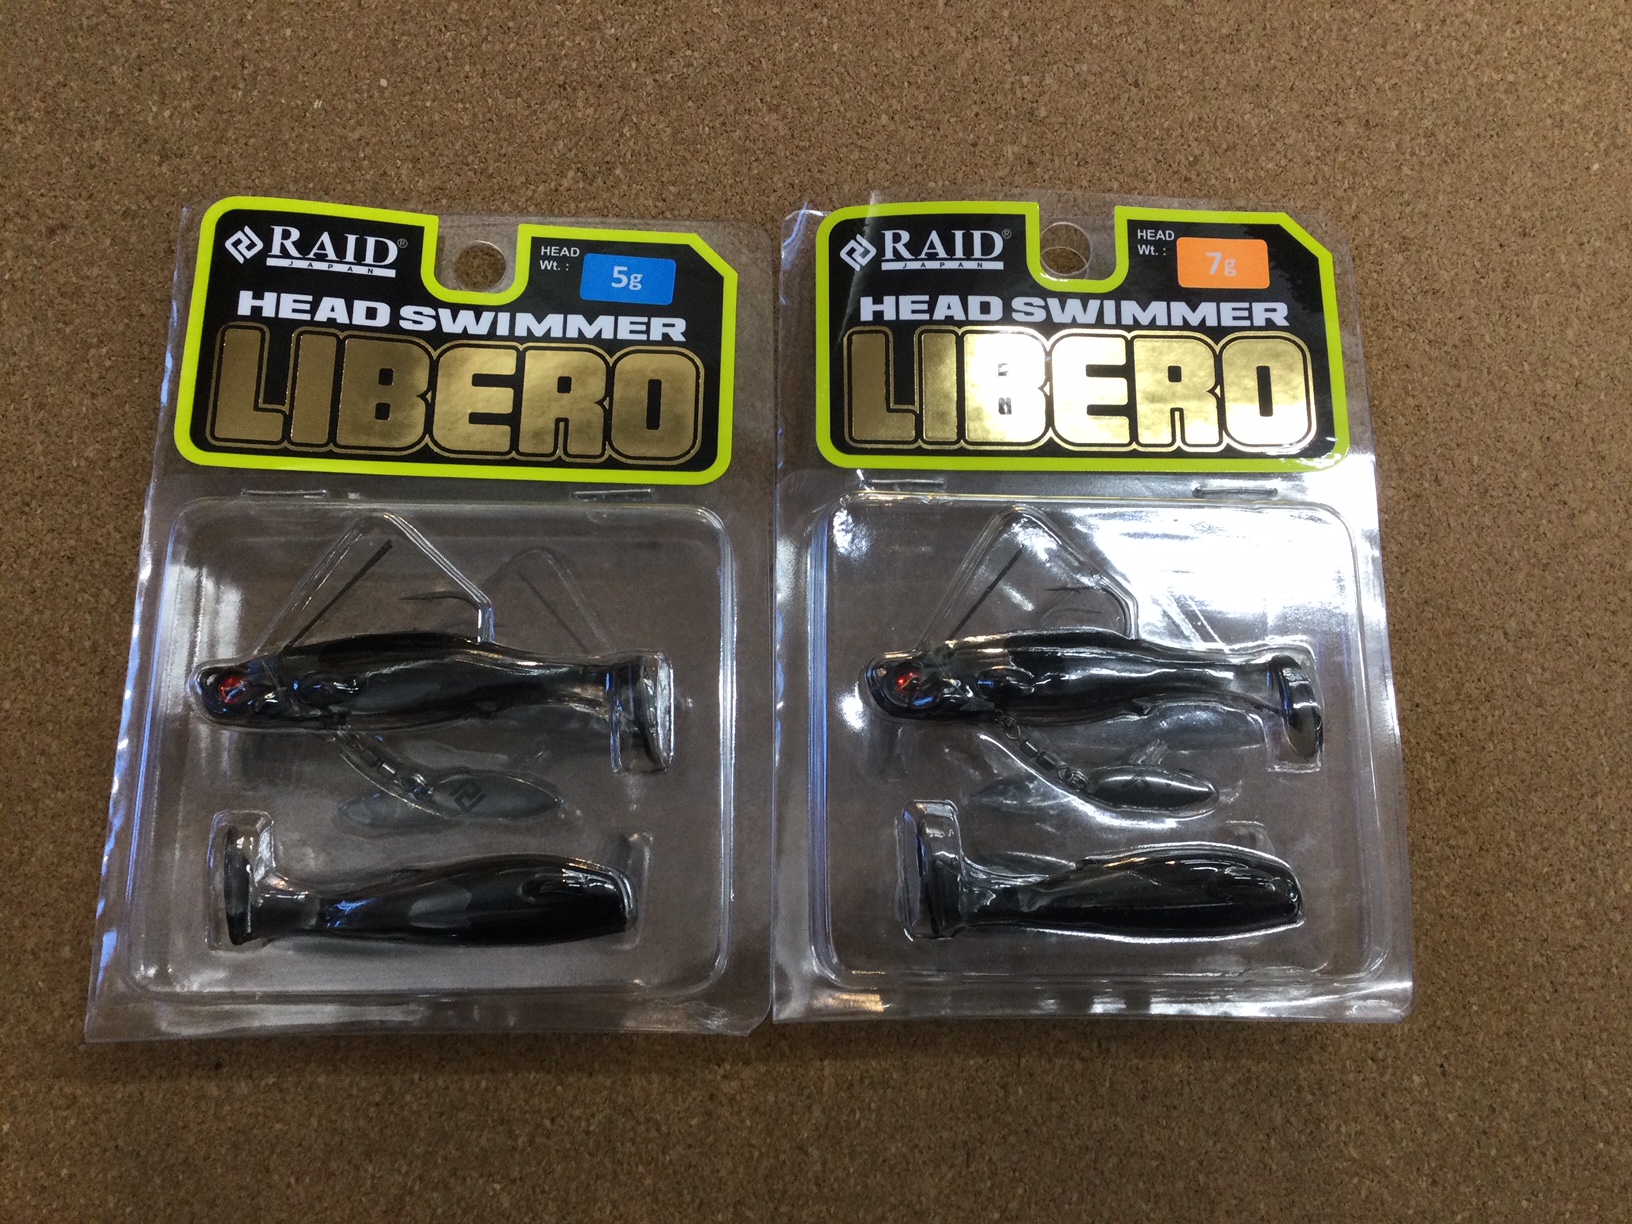 RAID®
JAPAN
HEAD
Wt. :
5g
HEAD SWIMMER
LIBERO
RAID®
JAPAN
HEAD
Wt. :
7g
HEAD SWIMMER
LIBERO